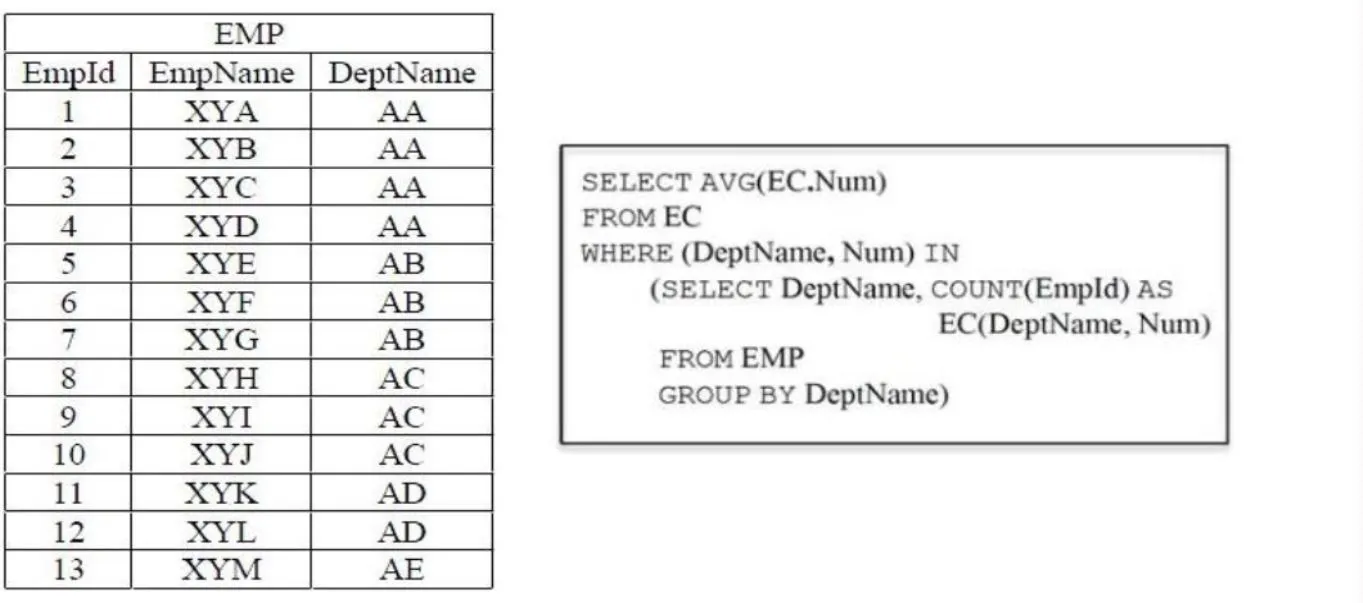 EMP
EmpId EmpName DeptName
1 XYA AA
2 XYB AA
3 XYC AA
4 XYD AA
5 XYE AB
6 XYF AB
7 XYG AB
8 XYH AC
9 XYI AC
10 XYJ AC
11 XYK AD
12 XYL AD
13 XYM AE
SELECT AVG(EC.Num)
FROM EC
WHERE (DeptName, Num) IN
(SELECT DeptName, COUNT(EmpId) AS
EC(DeptName, Num)
FROM EMP
GROUP BY DeptName)